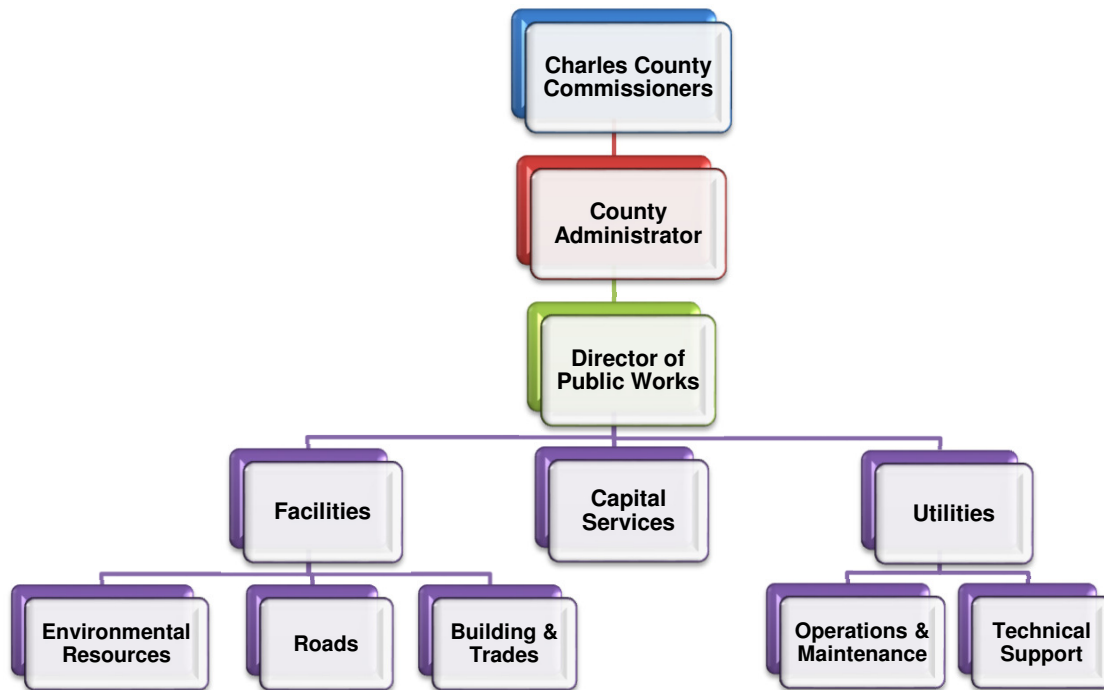 Charles County
Commissioners
County
Administrator
Director of
Public Works
Facilities
Capital
Services
Utilities
Environmental
Resources
Roads
Building &
Trades
Operations &
Maintenance
Technical
Support